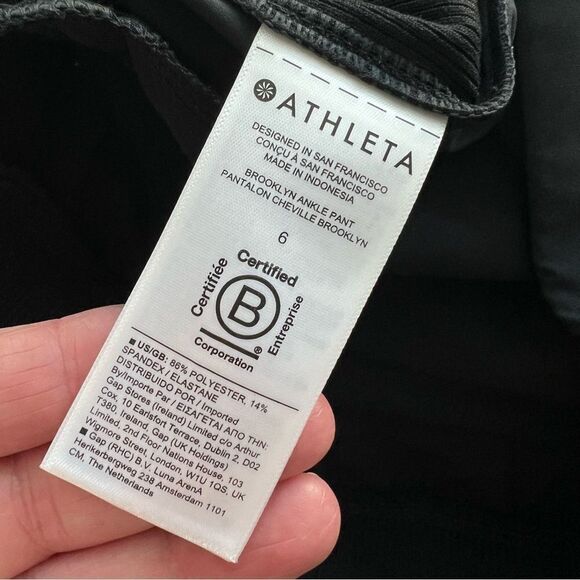 ATHLETA
DESIGNED IN SAN FRANCISCO
CONÇU À SAN FRANCISCO
MADE IN INDONESIA
BROOKLYN ANKLE PANT
PANTALON CHEVILLE BROOKLYN
6
Certified
Certifiée
B
Entreprise
Corporation
®
■ US/GB: 86% POLYESTER, 14%
SPANDEX / ELASTANE
DISTRIBUIDO POR / Imported
By/Importe Par / ΕΙΣΑΓΕΤΑΙ ΑΠΟ ΤΗΝ:
Gap Stores (Ireland) Limited c/o Arthur
Cox, 10 Earlsfort Terrace, Dublin 2, D02
T380, Ireland, Gap (UK Holdings)
Limited, 2nd Floor Nations House, 103
Wigmore Street, London, W1U 1QS, UK
■ Gap (RHC) B.V. Luna ArenA
Herikerbergweg 238 Amsterdam 1101
CM, The Netherlands